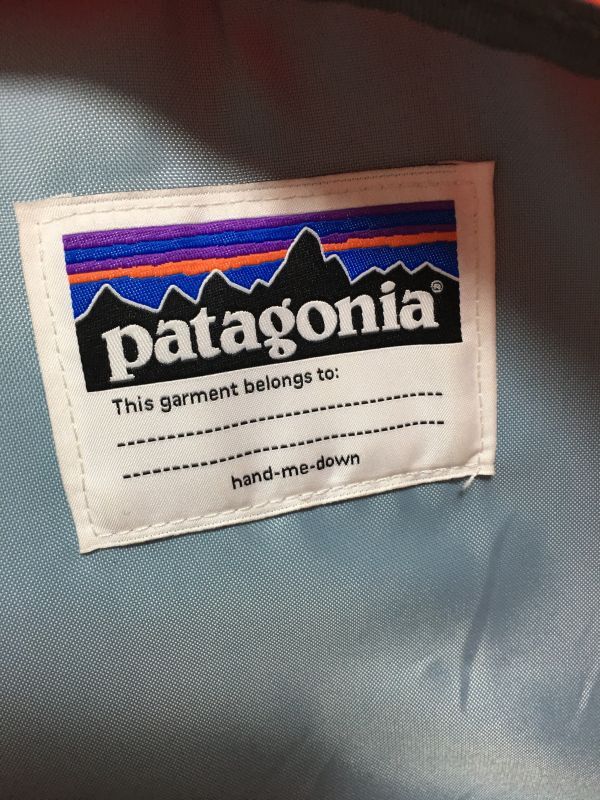 patagonia®
This garment belongs to:
hand-me-down